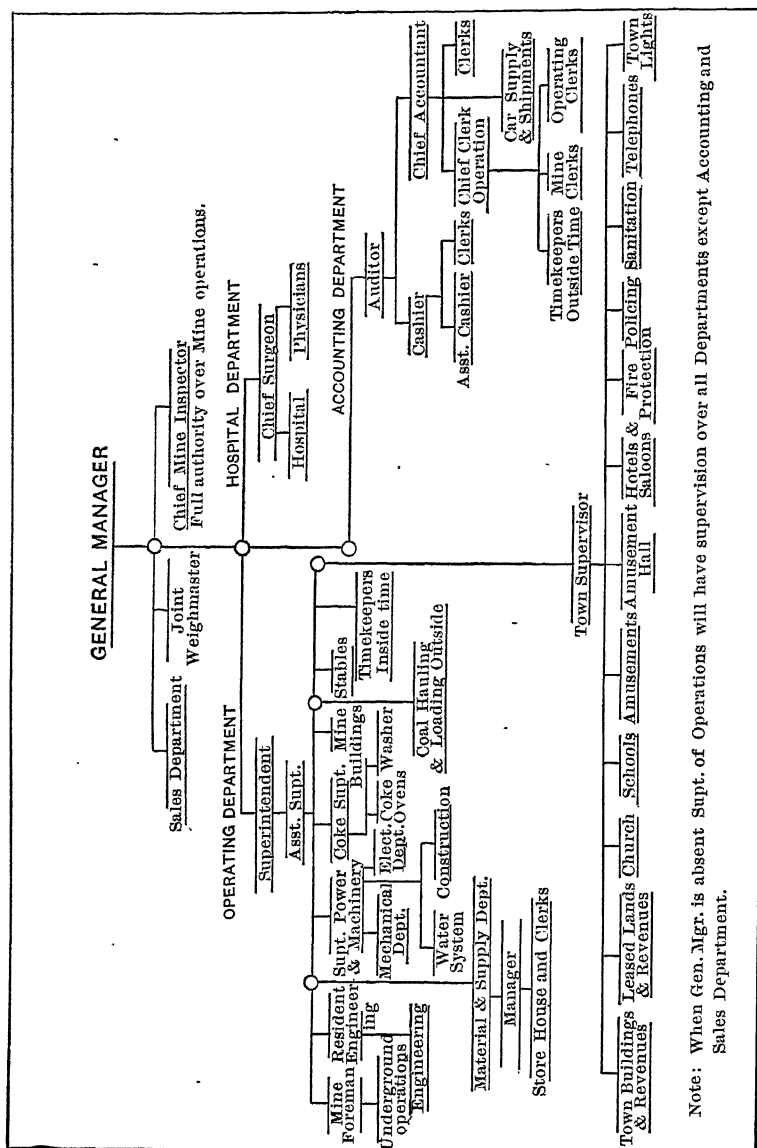 GENERAL MANAGER
Sales Department
Joint
Weighmaster
Chief Mine Inspector
Full authority over Mine operations.
OPERATING DEPARTMENT
Superintendent
Asst. Supt.
HOSPITAL DEPARTMENT
Chief Surgeon
Hospital
Physicians
ACCOUNTING DEPARTMENT
Auditor
Cashier
Asst. Cashier
Clerks
Chief Accountant
Chief Clerk
Operation
Car Supply
& Shipments
Clerks
Timekeepers
Outside Time
Mine
Clerks
Operating
Clerks
Mine
Foreman
Underground
operations
Resident
Engineer-
ing
Engineering
Supt. Power
& Machinery
Mechanical
Dept.
Elect.
Dept.
Water
System
Construction
Coke Supt.
Coke
Ovens
Washer
Mine
Buildings
Stables
Timekeepers
Inside time
Coal Hauling
& Loading Outside
Material & Supply Dept.
Manager
Store House and Clerks
Town Supervisor
Town Buildings
& Revenues
Leased Lands
& Revenues
Church
Schools
Amusements
Amusement
Hall
Hotels &
Saloons
Fire
Protection
Policing
Sanitation
Telephones
Town
Lights
Note: When Gen. Mgr. is absent Supt. of Operations will have supervision over all Departments except Accounting and
Sales Department.